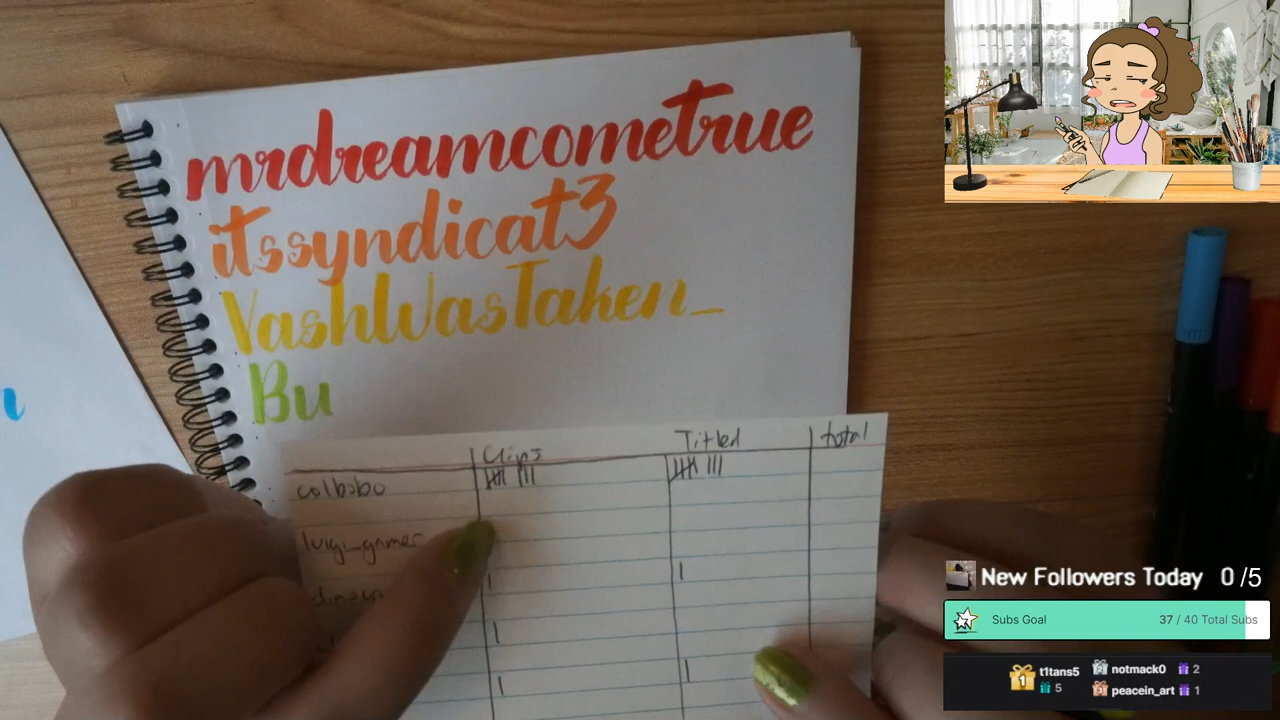 mrdreamcometrue
itssyndicat3
VashWasTaken_
Bu
Clips Titled total
colbobo
luigi_gamer
New Followers Today 0 /5
Subs Goal 37 / 40 Total Subs
t1tans5 5
notmack0 2
peacein_art 1